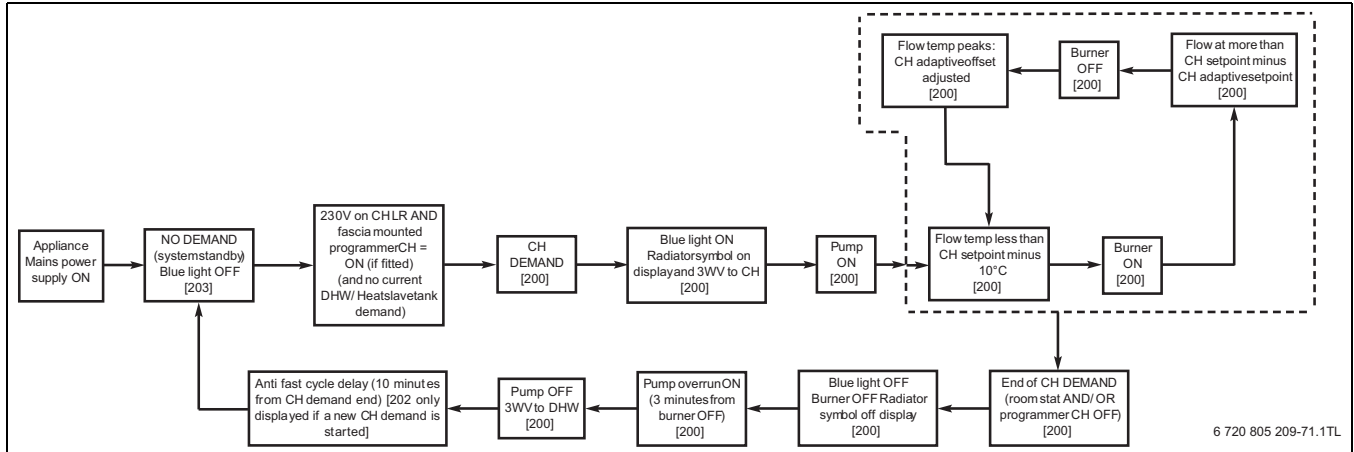 Appliance
Mains power
supply ON
NO DEMAND
(systemstandby)
Blue light OFF
[203]
230V on CHLR AND
fascia mounted
programmerCH =
ON (if fitted)
(and no current
DHW/ Heatslavetank
demand)
CH
DEMAND
[200]
Blue light ON
Radiatorsymbol on
displayand 3WV to CH
[200]
Pump
ON
[200]
Flow temp less than
CH setpoint minus
10°C
[200]
Burner
ON
[200]
Flow at more than
CH setpoint minus
CH adaptivesetpoint
[200]
Burner
OFF
[200]
Flow temp peaks:
CH adaptiveoffset
adjusted
[200]
End of CH DEMAND
(room stat AND/ OR
programmer CH OFF)
[200]
Blue light OFF
Burner OFF Radiator
symbol off display
[200]
Pump overrun ON
(3 minutes from
burner OFF)
[200]
Pump OFF
3WV to DHW
[200]
Anti fast cycle delay (10 minutes
from CH demand end) [202 only
displayed if a new CH demand is
started]
6 720 805 209-71.1TL